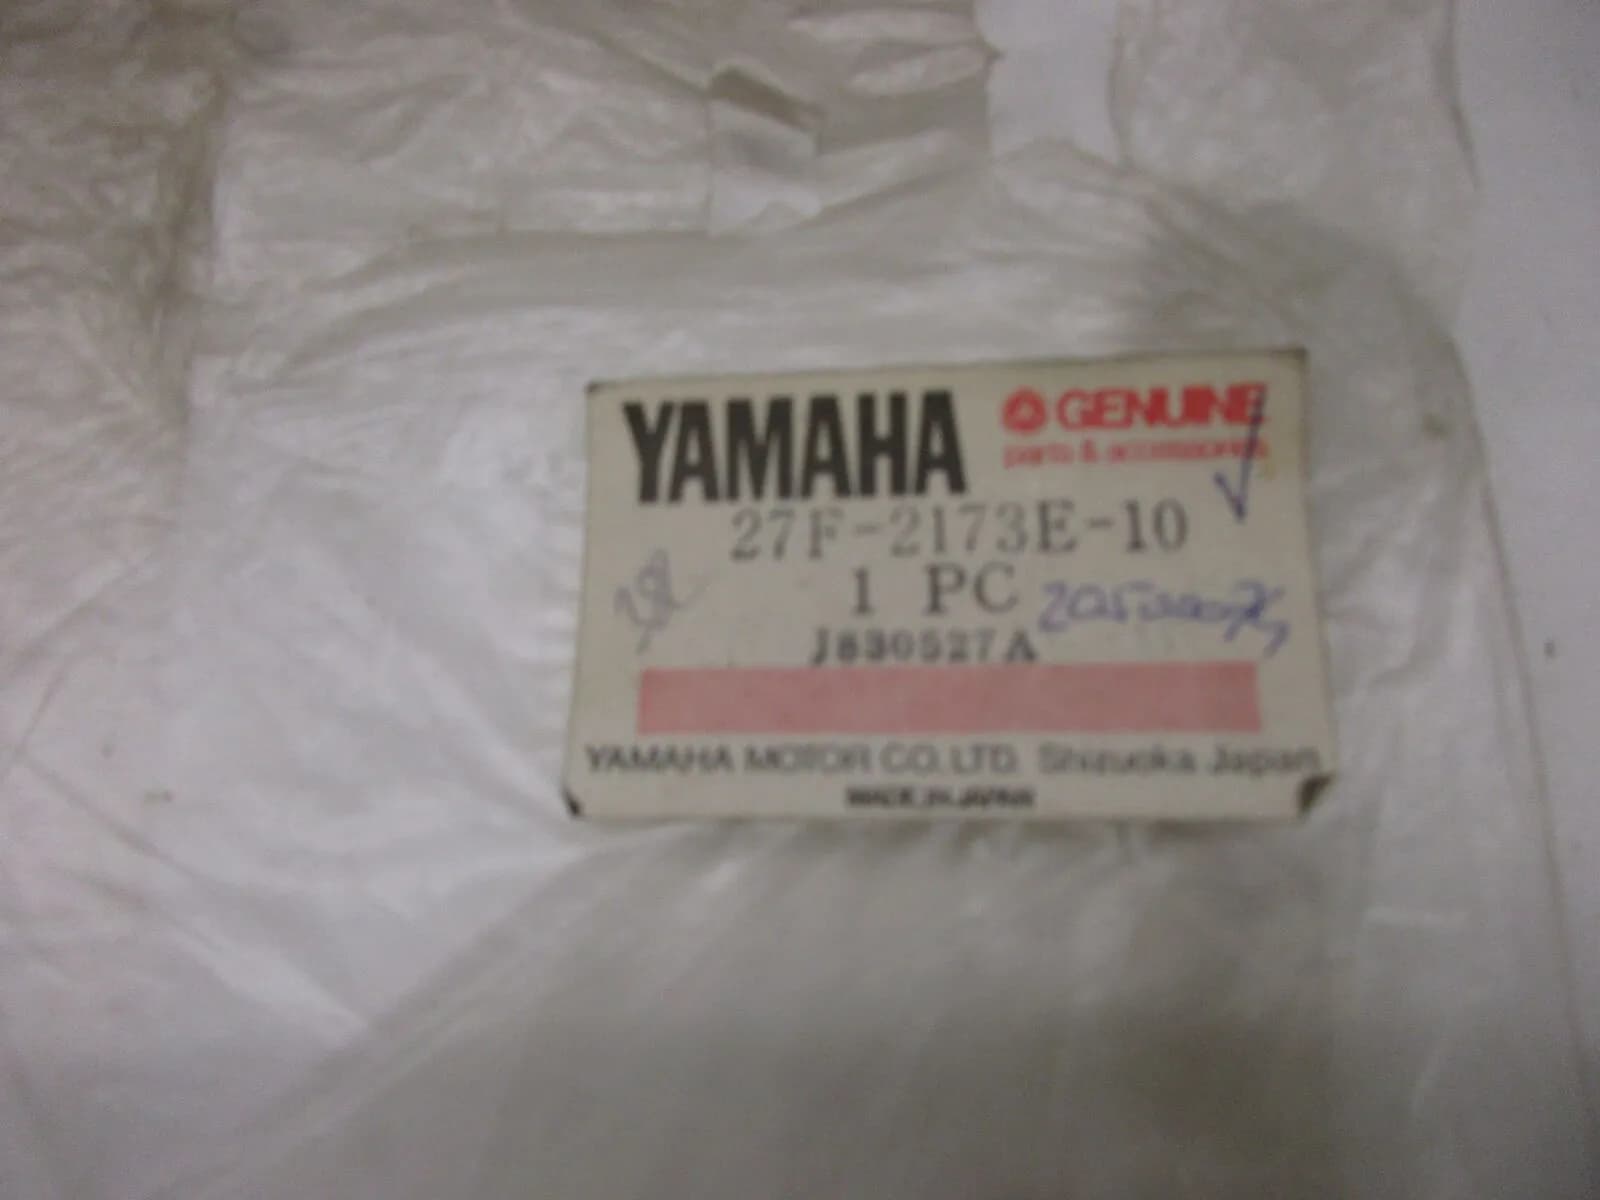 YAMAHA
GENUINE
parts & accessories
27F-2173E-10
1 PC
J830527A
YAMAHA MOTOR CO. LTD. Shizuoka Japan
MADE IN JAPAN